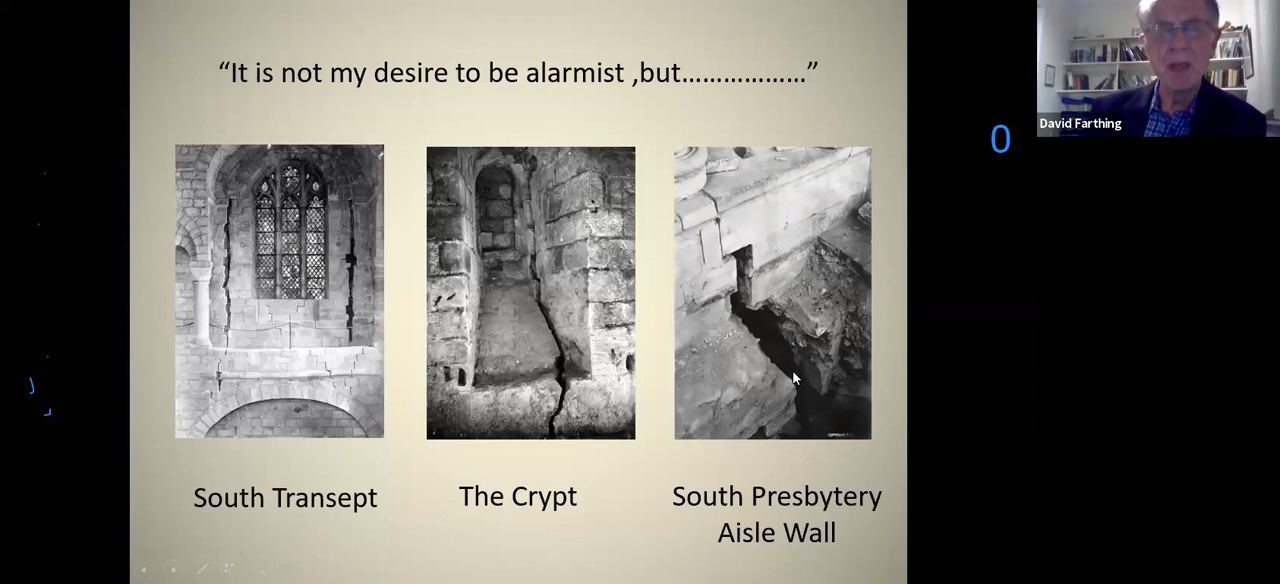 “It is not my desire to be alarmist ,but………………”
David Farthing
0
South Transept
The Crypt
South Presbytery
Aisle Wall